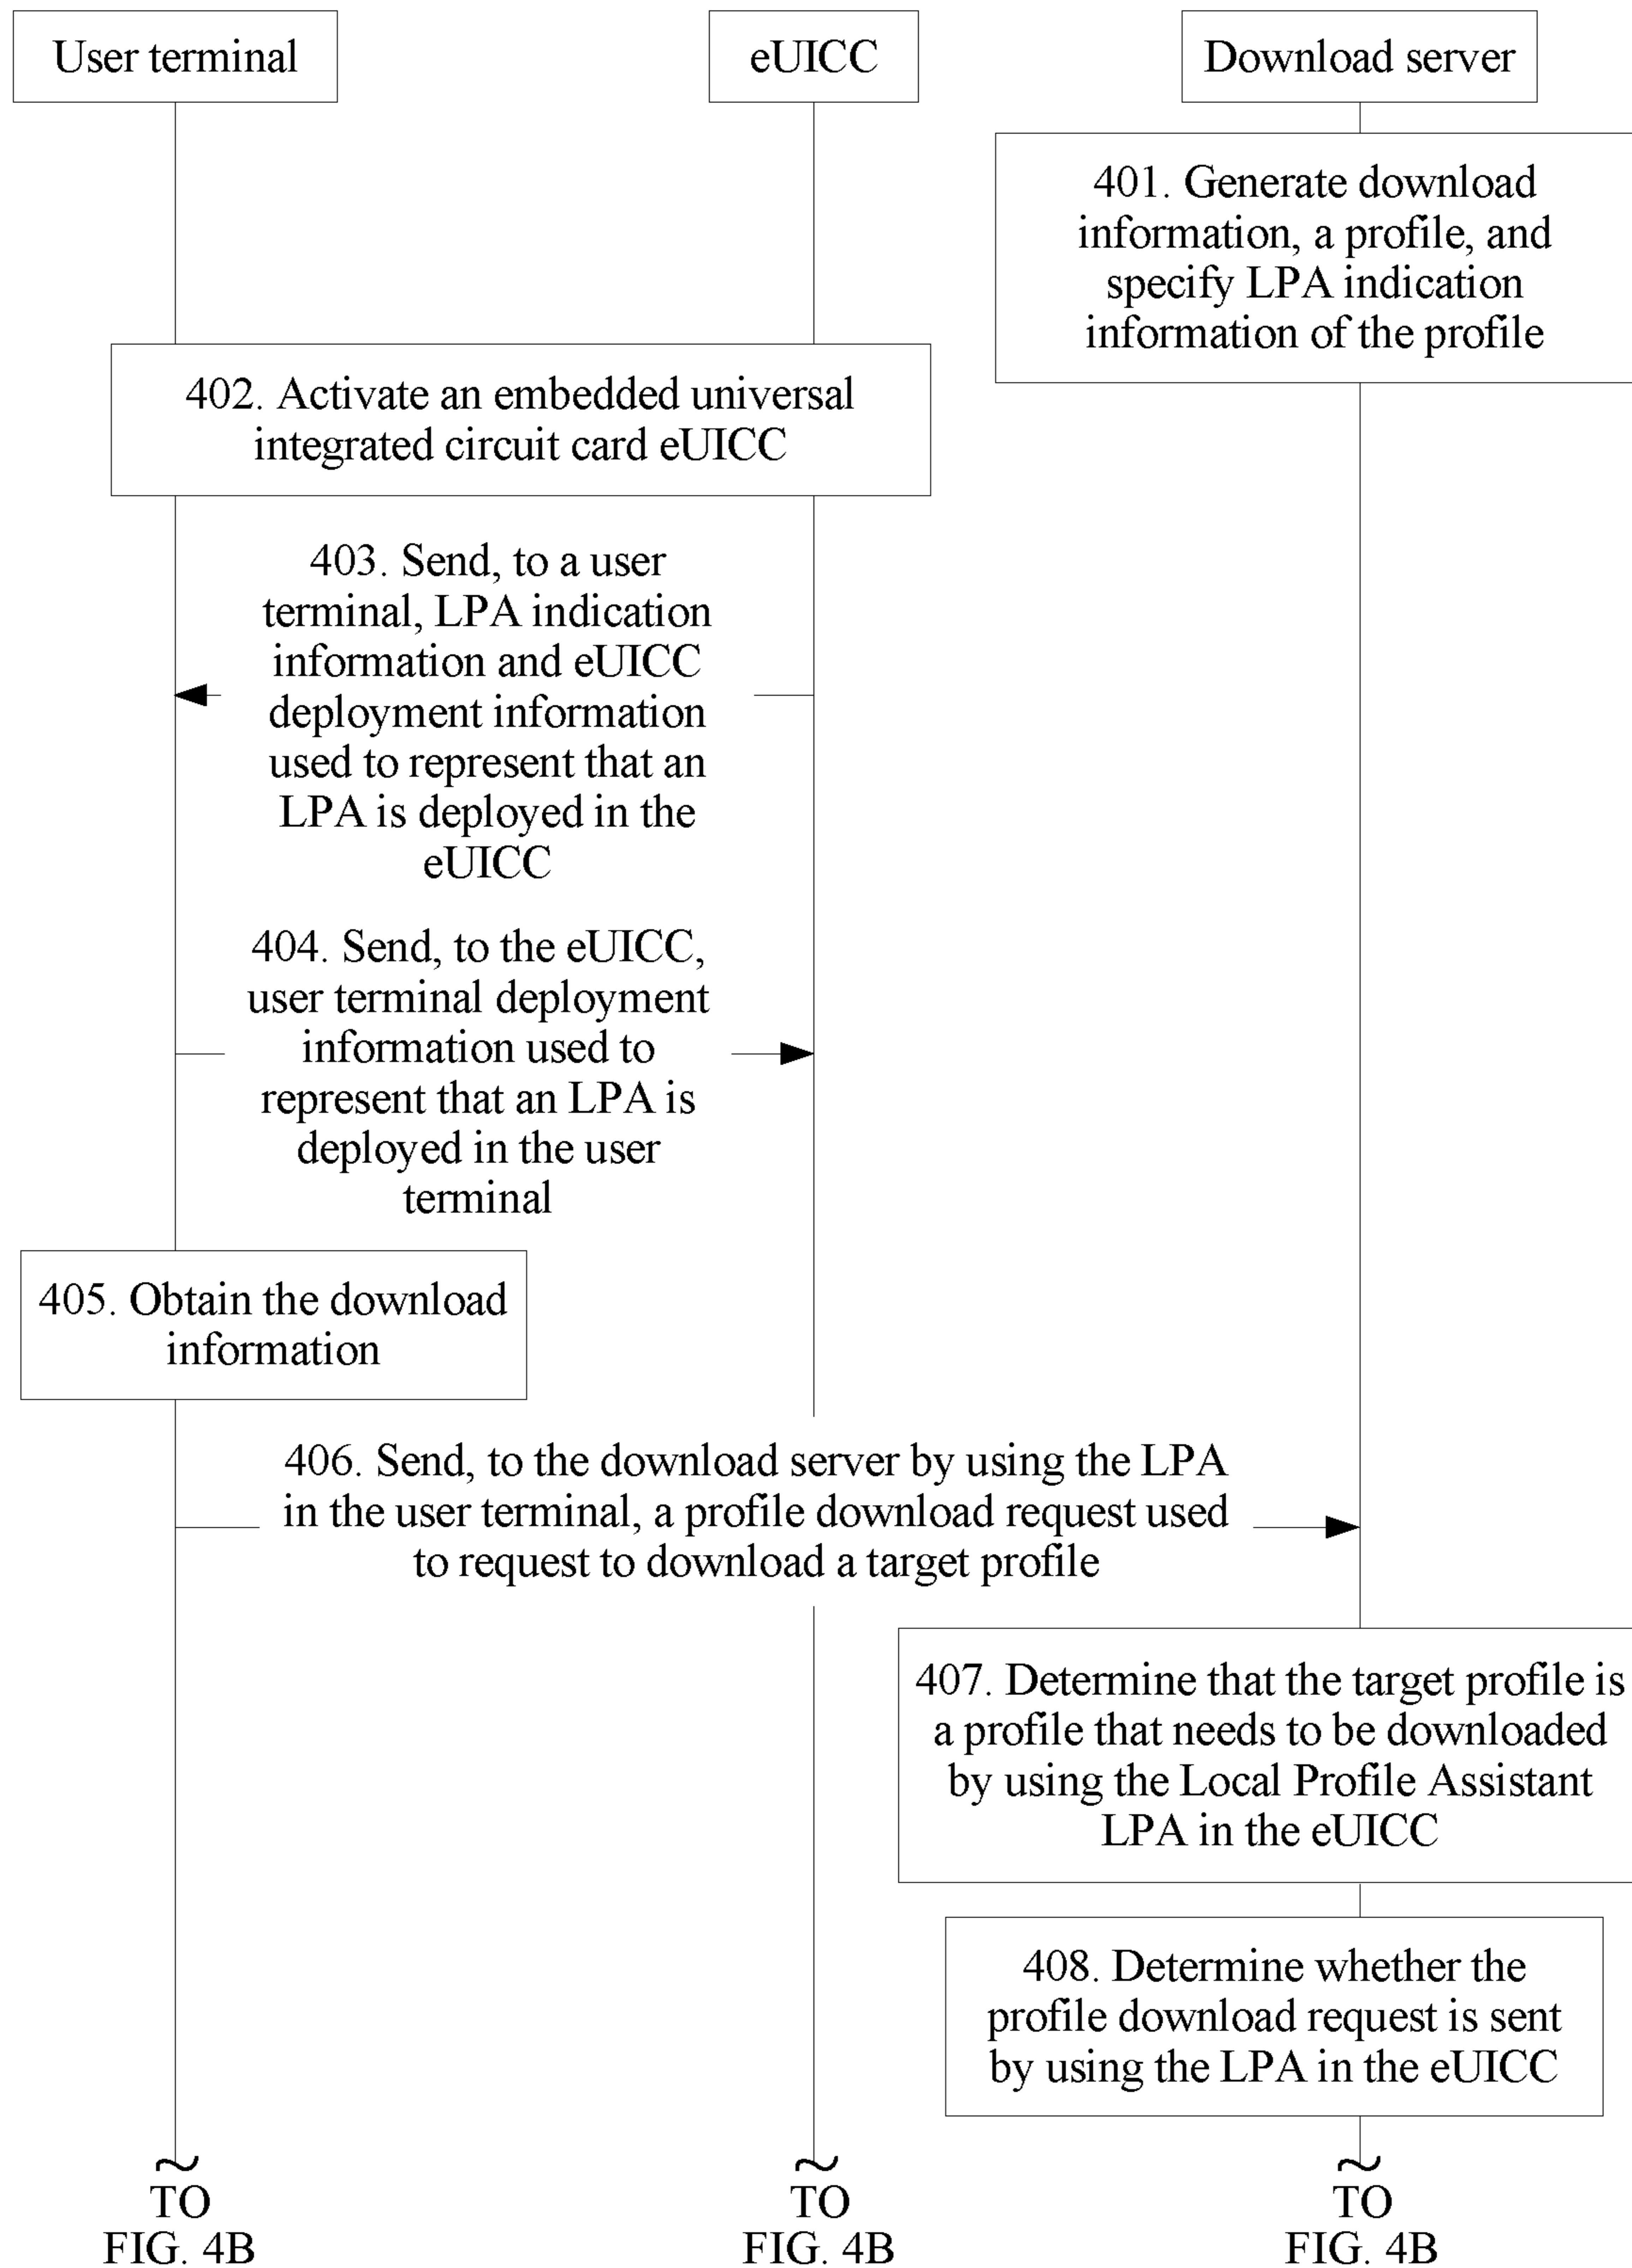 User terminal
eUICC
Download server
401. Generate download
information, a profile, and
specify LPA indication
information of the profile
402. Activate an embedded universal
integrated circuit card eUICC
403. Send, to a user
terminal, LPA indication
information and eUICC
deployment information
used to represent that an
LPA is deployed in the
eUICC
404. Send, to the eUICC,
user terminal deployment
information used to
represent that an LPA is
deployed in the user
terminal
405. Obtain the download
information
406. Send, to the download server by using the LPA
in the user terminal, a profile download request used
to request to download a target profile
407. Determine that the target profile is
a profile that needs to be downloaded
by using the Local Profile Assistant
LPA in the eUICC
408. Determine whether the
profile download request is sent
by using the LPA in the eUICC
TO
FIG. 4B
TO
FIG. 4B
TO
FIG. 4B